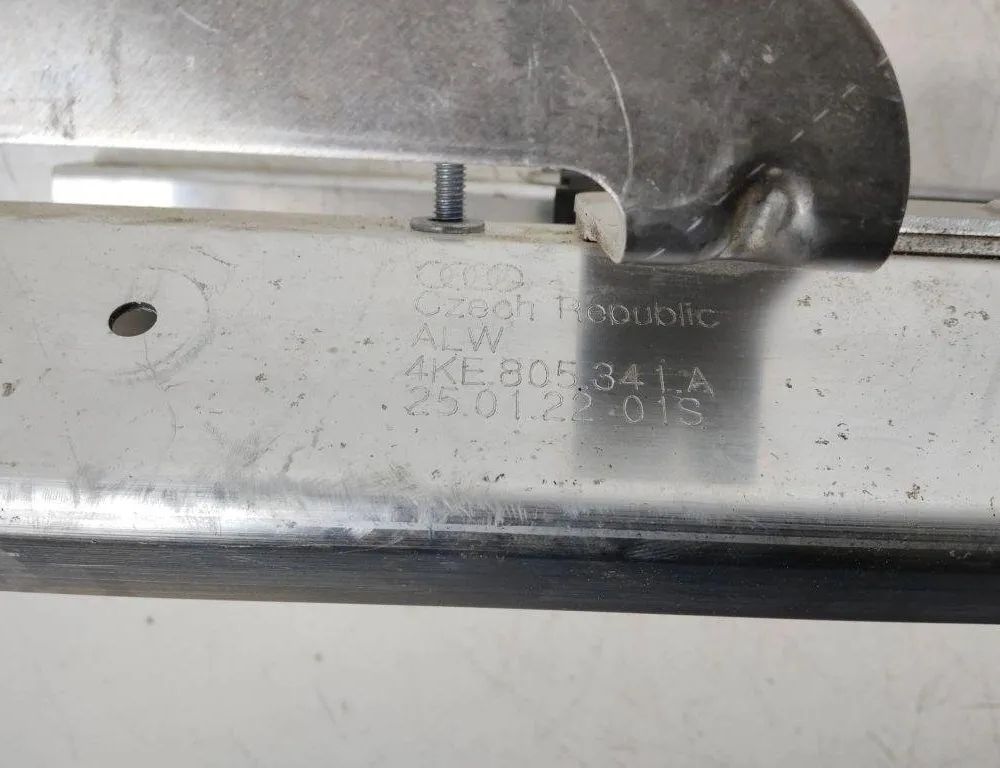 Czech Republic
ALW
4KE.805.341.A
25.01.22 01S